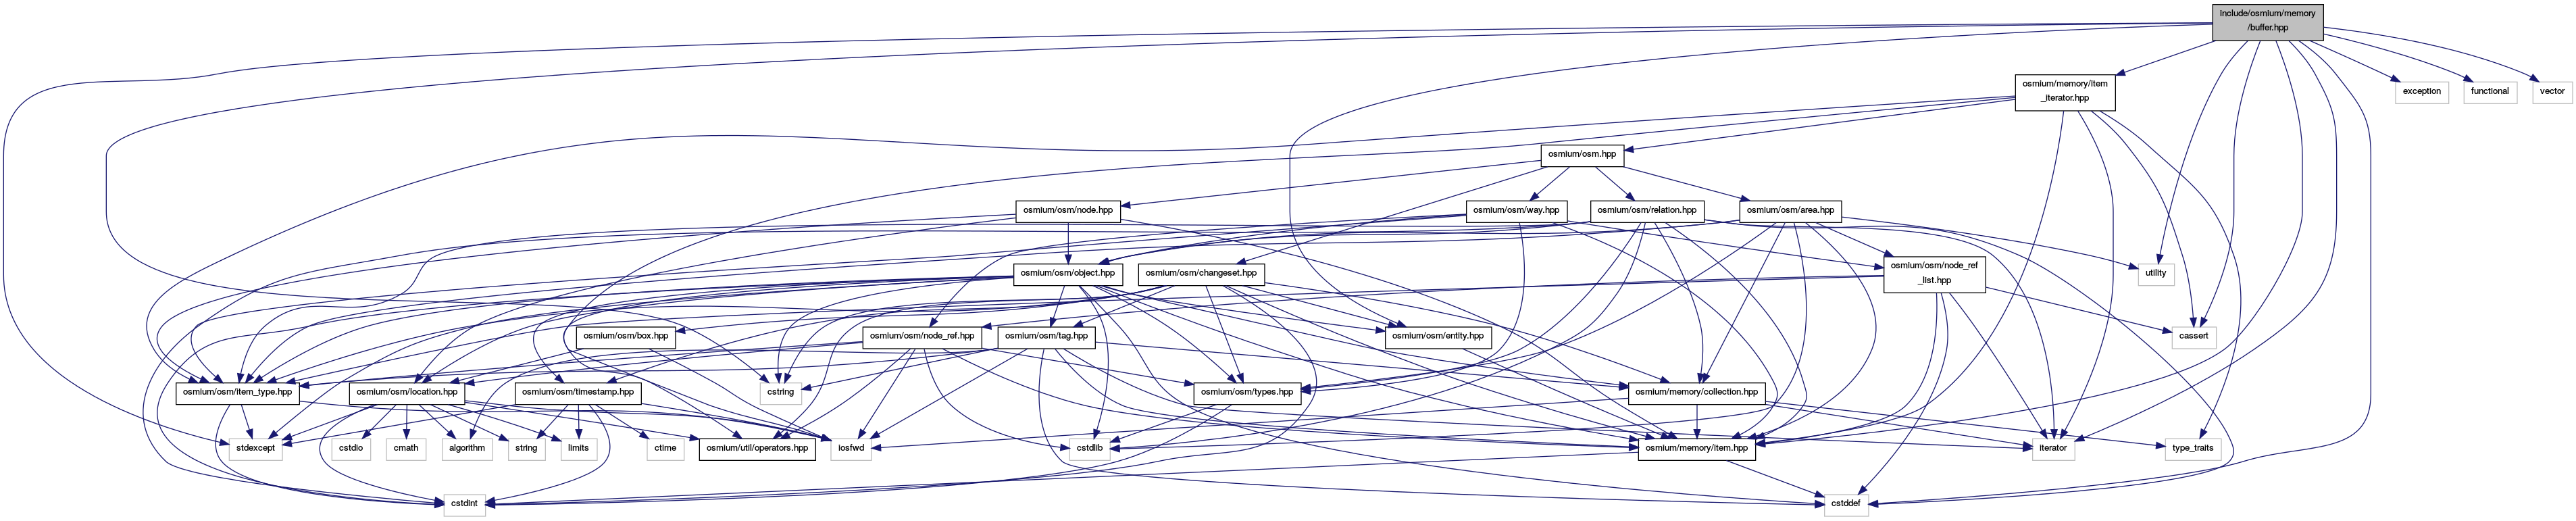 include/osmium/memory
/buffer.hpp
osmium/memory/item
_iterator.hpp
exception
functional
vector
osmium/osm.hpp
osmium/osm/node.hpp
osmium/osm/way.hpp
osmium/osm/relation.hpp
osmium/osm/area.hpp
osmium/osm/object.hpp
osmium/osm/changeset.hpp
osmium/osm/node_ref
_list.hpp
utility
osmium/osm/box.hpp
osmium/osm/node_ref.hpp
osmium/osm/tag.hpp
osmium/osm/entity.hpp
cassert
osmium/osm/item_type.hpp
osmium/osm/location.hpp
osmium/osm/timestamp.hpp
cstring
osmium/osm/types.hpp
osmium/memory/collection.hpp
stdexcept
cstdio
cmath
algorithm
string
limits
ctime
osmium/util/operators.hpp
iosfwd
cstdlib
osmium/memory/item.hpp
iterator
type_traits
cstdint
cstddef